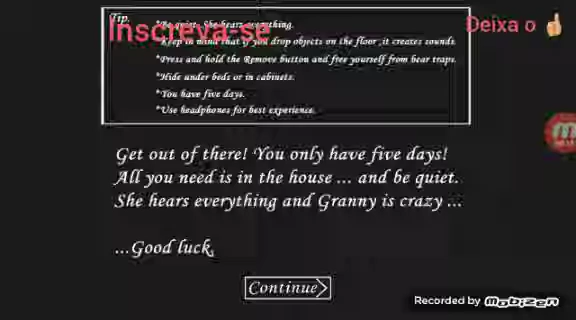 Tip.
Inscreva-se
Deixa o
*Be quiet. She hears everything.
*Keep in mind that if you drop objects on the floor, it creates sounds.
*Press and hold the Remove button and free yourself from bear traps.
*Hide under beds or in cabinets.
*You have five days.
*Use headphones for best experience.
Get out of there! You only have five days!
All you need is in the house ... and be quiet.
She hears everything and Granny is crazy ...
...Good luck.
Continue
Recorded by Mobizen